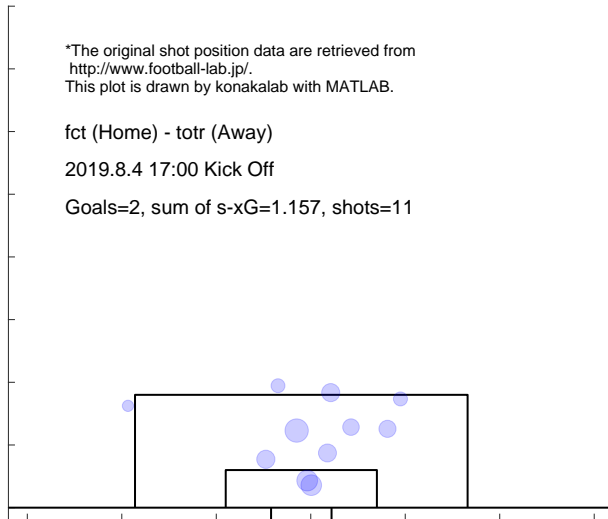 *The original shot position data are retrieved from
http://www.football-lab.jp/.
This plot is drawn by konakalab with MATLAB.
fct (Home) - totr (Away)
2019.8.4 17:00 Kick Off
Goals=2, sum of s-xG=1.157, shots=11